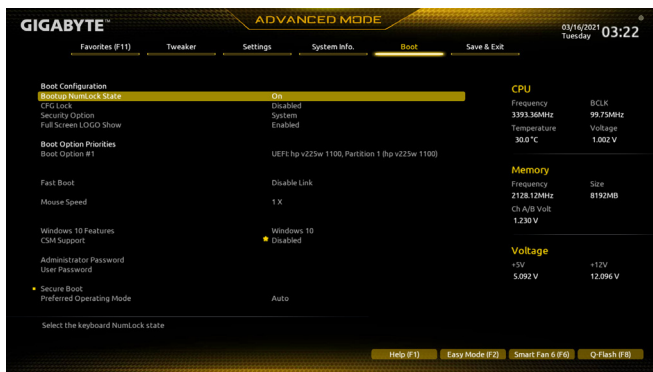 GIGABYTE™
ADVANCED MODE
03/16/2021
Tuesday
03:22
Favorites (F11) Tweaker Settings System Info. Boot Save & Exit
Boot Configuration
Bootup NumLock State On
CFG Lock Disabled
Security Option System
Full Screen LOGO Show Enabled
Boot Option Priorities
Boot Option #1 UEFI: hp v225w 1100, Partition 1 (hp v225w 1100)
Fast Boot Disable Link
Mouse Speed 1 X
Windows 10 Features Windows 10
CSM Support Disabled
Administrator Password
User Password
Secure Boot
Preferred Operating Mode Auto
Select the keyboard NumLock state
CPU
Frequency BCLK
3393.36MHz 99.75MHz
Temperature Voltage
30.0 °C 1.002 V
Memory
Frequency Size
2128.12MHz 8192MB
Ch A/B Volt
1.230 V
Voltage
+5V +12V
5.092 V 12.096 V
Help (F1) Easy Mode (F2) Smart Fan 6 (F6) Q-Flash (F8)